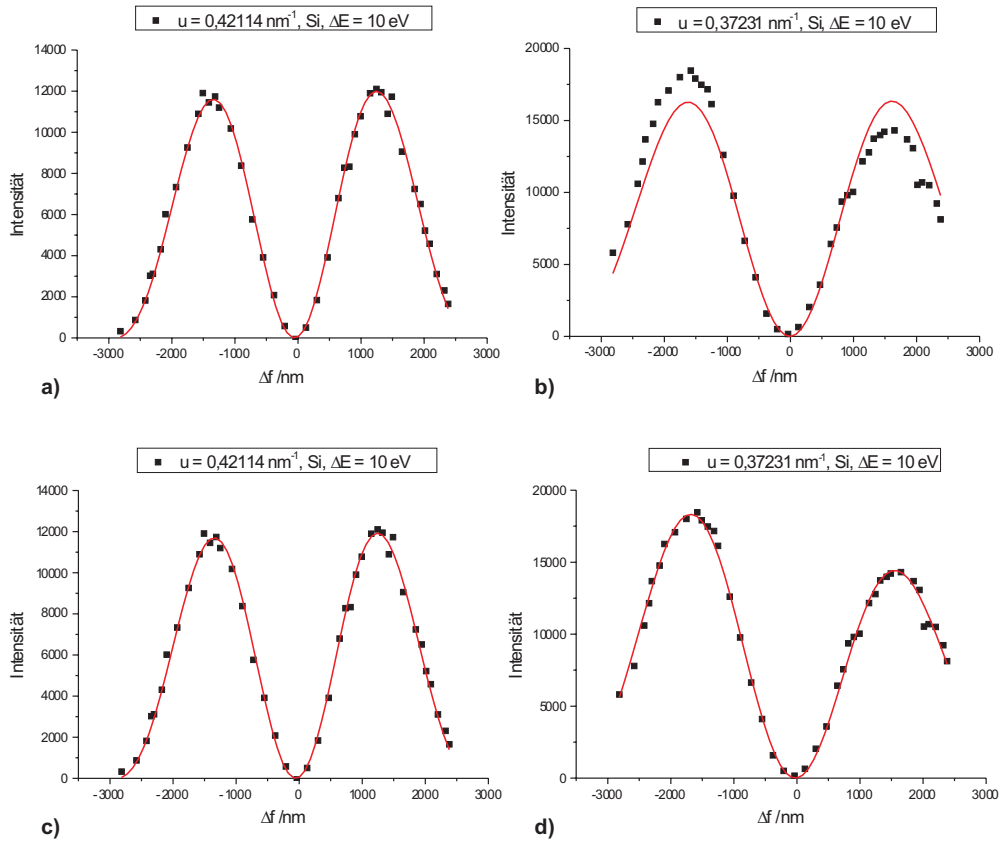 u = 0,42114 nm⁻¹, Si, ΔE = 10 eV
14000
12000
10000
8000
6000
4000
2000
0
Intensität
-3000 -2000 -1000 0 1000 2000 3000
Δf /nm
a)
u = 0,37231 nm⁻¹, Si, ΔE = 10 eV
20000
15000
10000
5000
0
Intensität
-3000 -2000 -1000 0 1000 2000 3000
Δf /nm
b)
u = 0,42114 nm⁻¹, Si, ΔE = 10 eV
14000
12000
10000
8000
6000
4000
2000
0
Intensität
-3000 -2000 -1000 0 1000 2000 3000
Δf /nm
c)
u = 0,37231 nm⁻¹, Si, ΔE = 10 eV
20000
15000
10000
5000
0
Intensität
-3000 -2000 -1000 0 1000 2000 3000
Δf /nm
d)